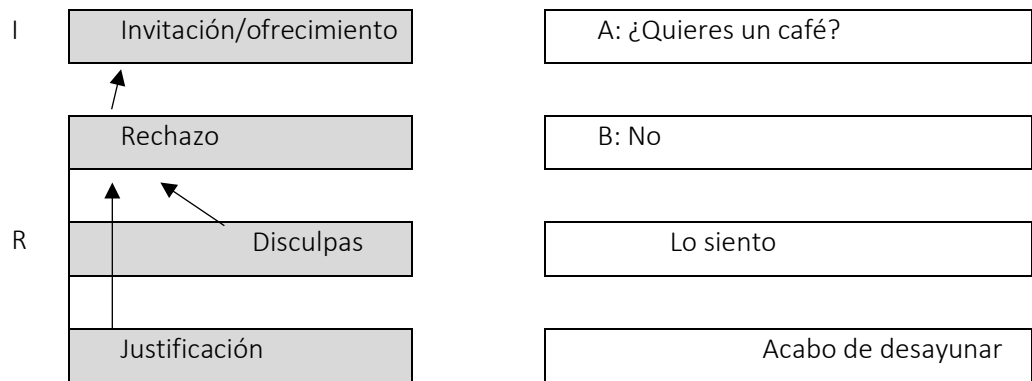 I
Invitación/ofrecimiento
A: ¿Quieres un café?
Rechazo
B: No
R
Disculpas
Lo siento
Justificación
Acabo de desayunar